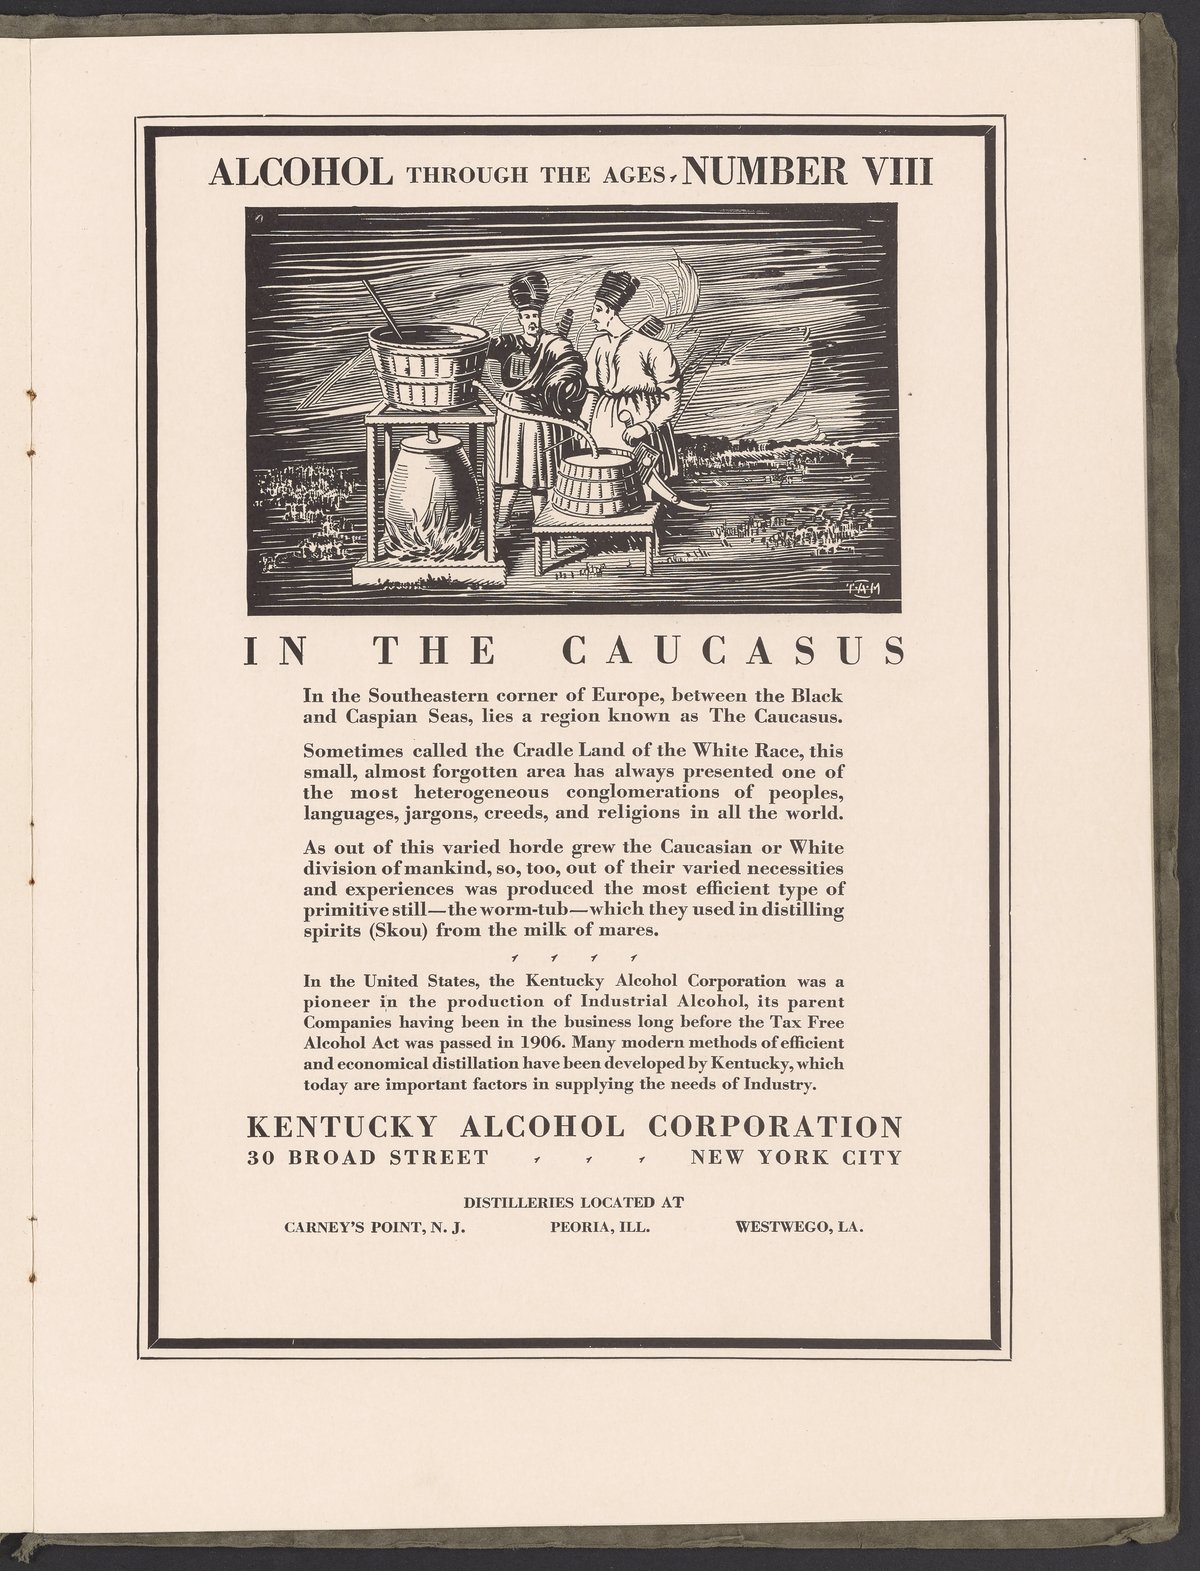 ALCOHOL THROUGH THE AGES, NUMBER VIII
T·A·M
IN THE CAUCASUS
In the Southeastern corner of Europe, between the Black
and Caspian Seas, lies a region known as The Caucasus.
Sometimes called the Cradle Land of the White Race, this
small, almost forgotten area has always presented one of
the most heterogeneous conglomerations of peoples,
languages, jargons, creeds, and religions in all the world.
As out of this varied horde grew the Caucasian or White
division of mankind, so, too, out of their varied necessities
and experiences was produced the most efficient type of
primitive still—the worm-tub—which they used in distilling
spirits (Skou) from the milk of mares.
In the United States, the Kentucky Alcohol Corporation was a
pioneer in the production of Industrial Alcohol, its parent
Companies having been in the business long before the Tax Free
Alcohol Act was passed in 1906. Many modern methods of efficient
and economical distillation have been developed by Kentucky, which
today are important factors in supplying the needs of Industry.
KENTUCKY ALCOHOL CORPORATION
30 BROAD STREET NEW YORK CITY
DISTILLERIES LOCATED AT
CARNEY'S POINT, N. J. PEORIA, ILL. WESTWEGO, LA.